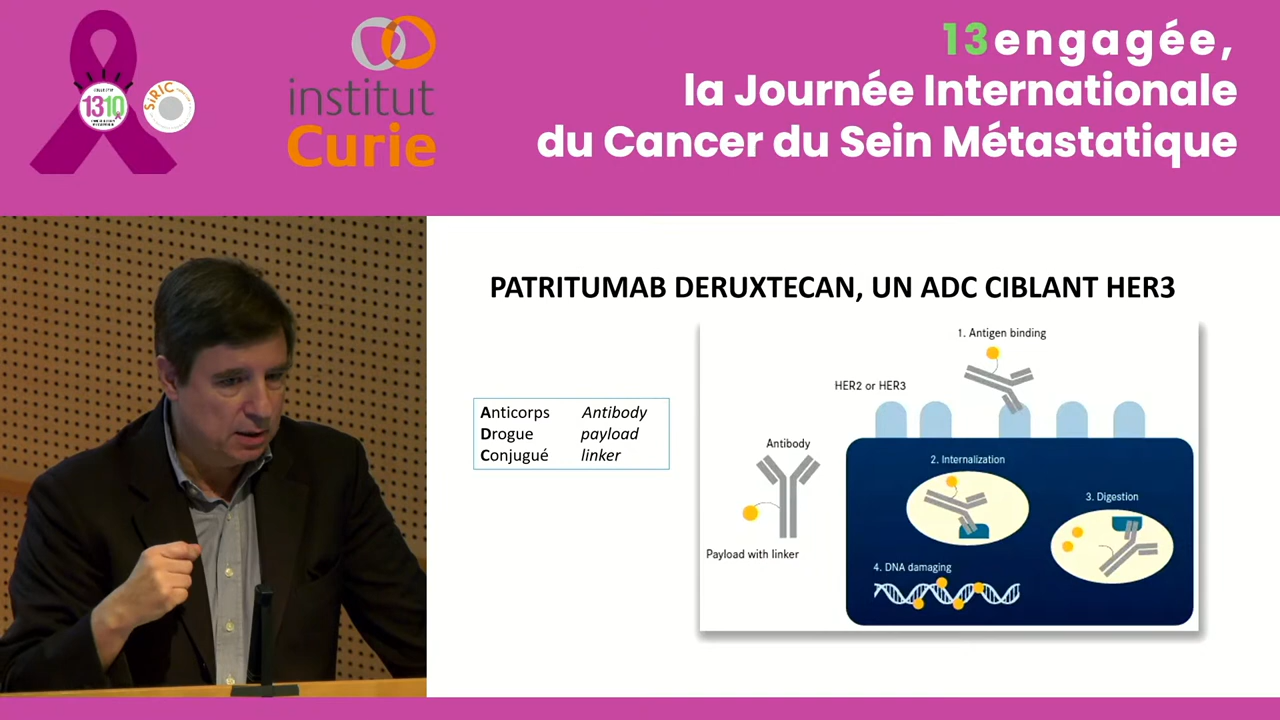 13engagée,
la Journée Internationale
du Cancer du Sein Métastatique
1310
SiRIC
institut
Curie
PATRITUMAB DERUXTECAN, UN ADC CIBLANT HER3
Anticorps Antibody
Drogue payload
Conjugué linker
1. Antigen binding
HER2 or HER3
Antibody
Payload with linker
2. Internalization
3. Digestion
4. DNA damaging